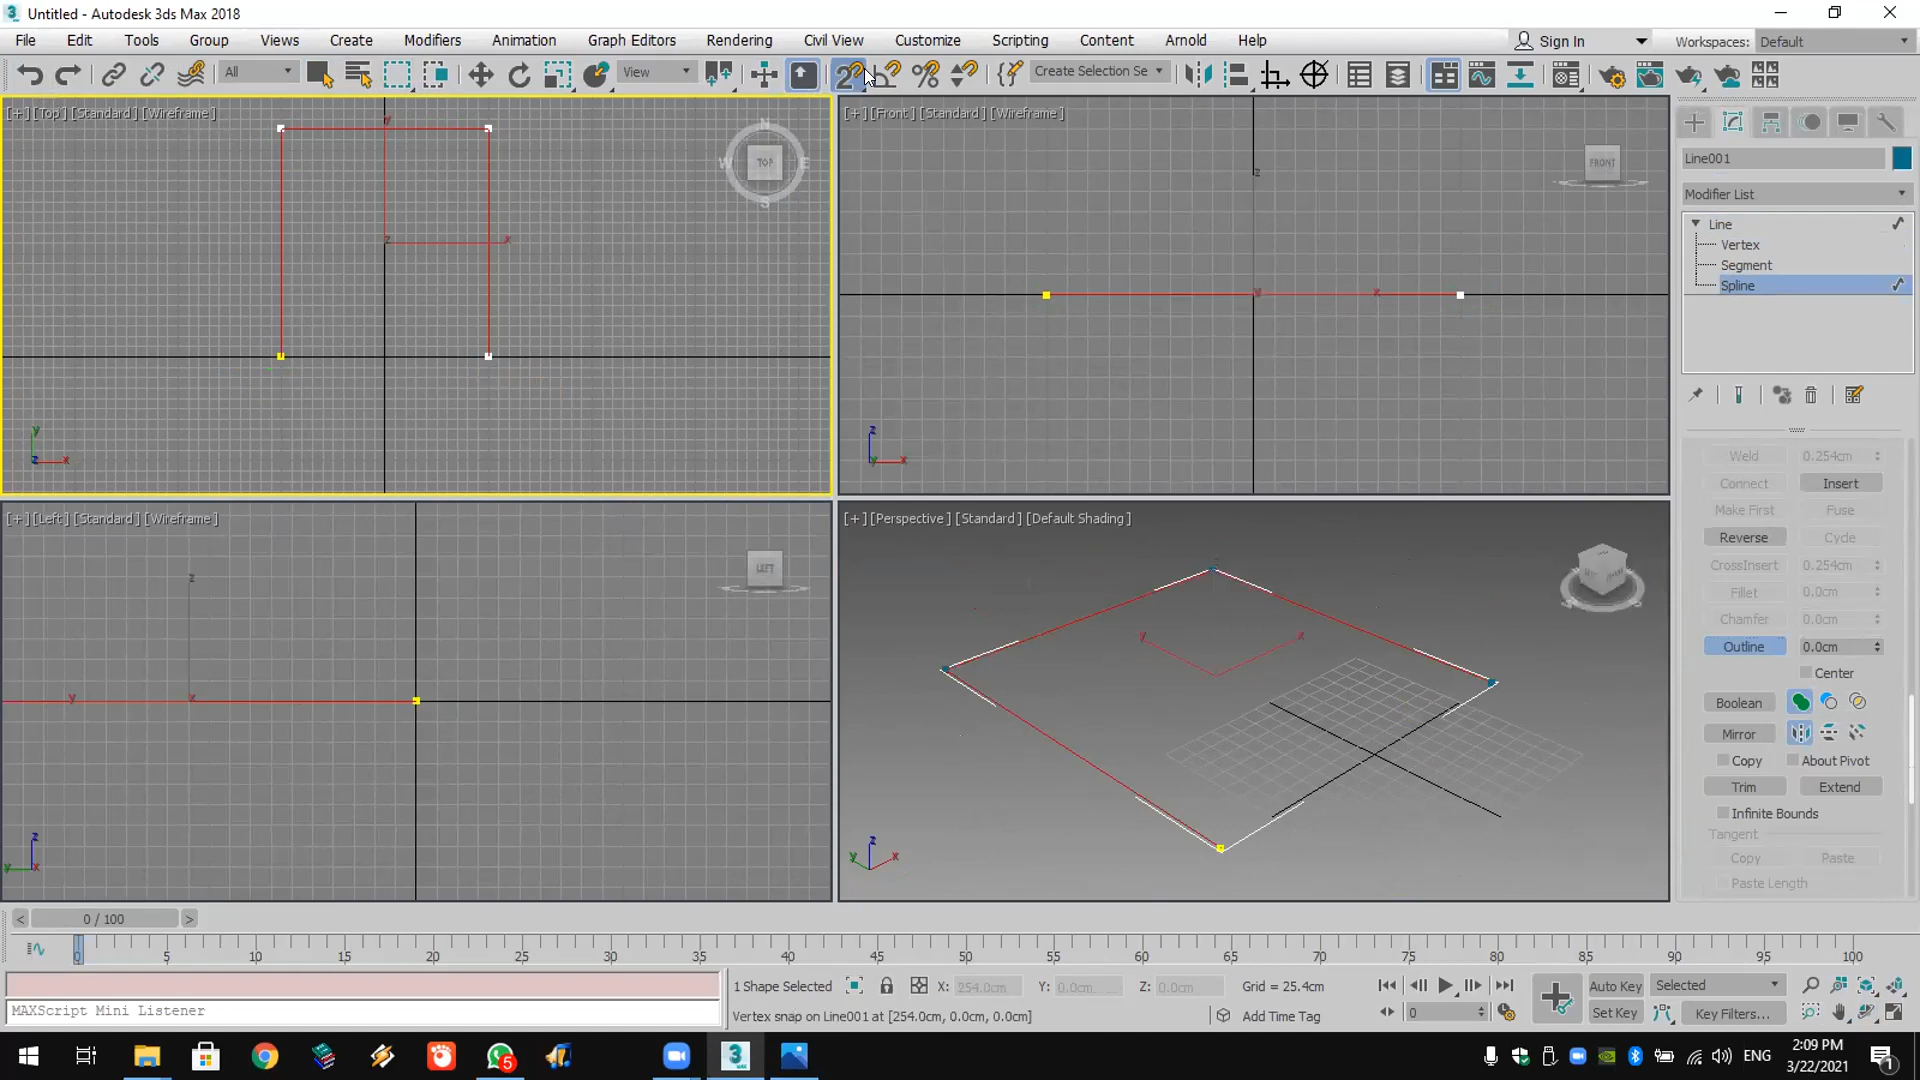 Untitled - Autodesk 3ds Max 2018
File Edit Tools Group Views Create Modifiers Animation Graph Editors Rendering Civil View Customize Scripting Content Arnold Help Sign In Workspaces: Default
All View Create Selection Se
[+] [Top] [Standard] [Wireframe]
[+] [Front] [Standard] [Wireframe]
N
W TOP E
S
FRONT
y
z x
z
y x
y
z x
z
y x
Line001
Modifier List
Line
Vertex
Segment
Spline
Weld 0.254cm
Connect Insert
Make First Fuse
Reverse Cycle
CrossInsert 0.254cm
Fillet 0.0cm
Chamfer 0.0cm
Outline 0.0cm
Center
Boolean
Mirror
Copy About Pivot
Trim Extend
Infinite Bounds
Tangent
Copy Paste
Paste Length
[+] [Left] [Standard] [Wireframe]
[+] [Perspective] [Standard] [Default Shading]
LEFT
z
y x
y x
z
y x
z
y x
< 0 / 100 >
0 5 10 15 20 25 30 35 40 45 50 55 60 65 70 75 80 85 90 95 100
1 Shape Selected X: 254.0cm Y: 0.0cm Z: 0.0cm Grid = 25.4cm Auto Key Selected
MAXScript Mini Listener
Vertex snap on Line001 at [254.0cm, 0.0cm, 0.0cm] Add Time Tag 0 Set Key Key Filters...
5 3 MAX ENG 2:09 PM
3/22/2021 1